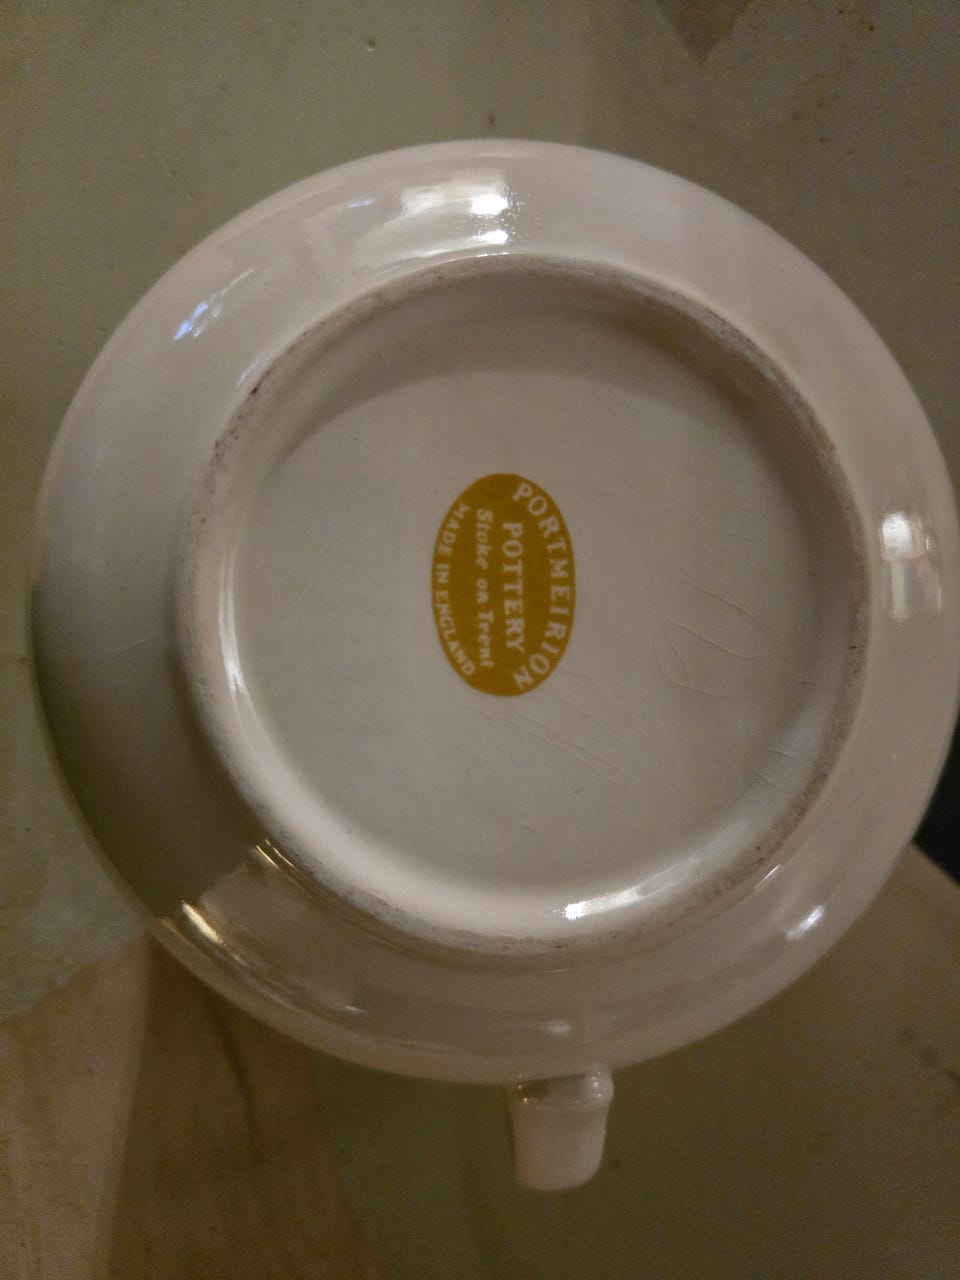 PORTMEIRION
POTTERY
Stoke on Trent
MADE IN ENGLAND